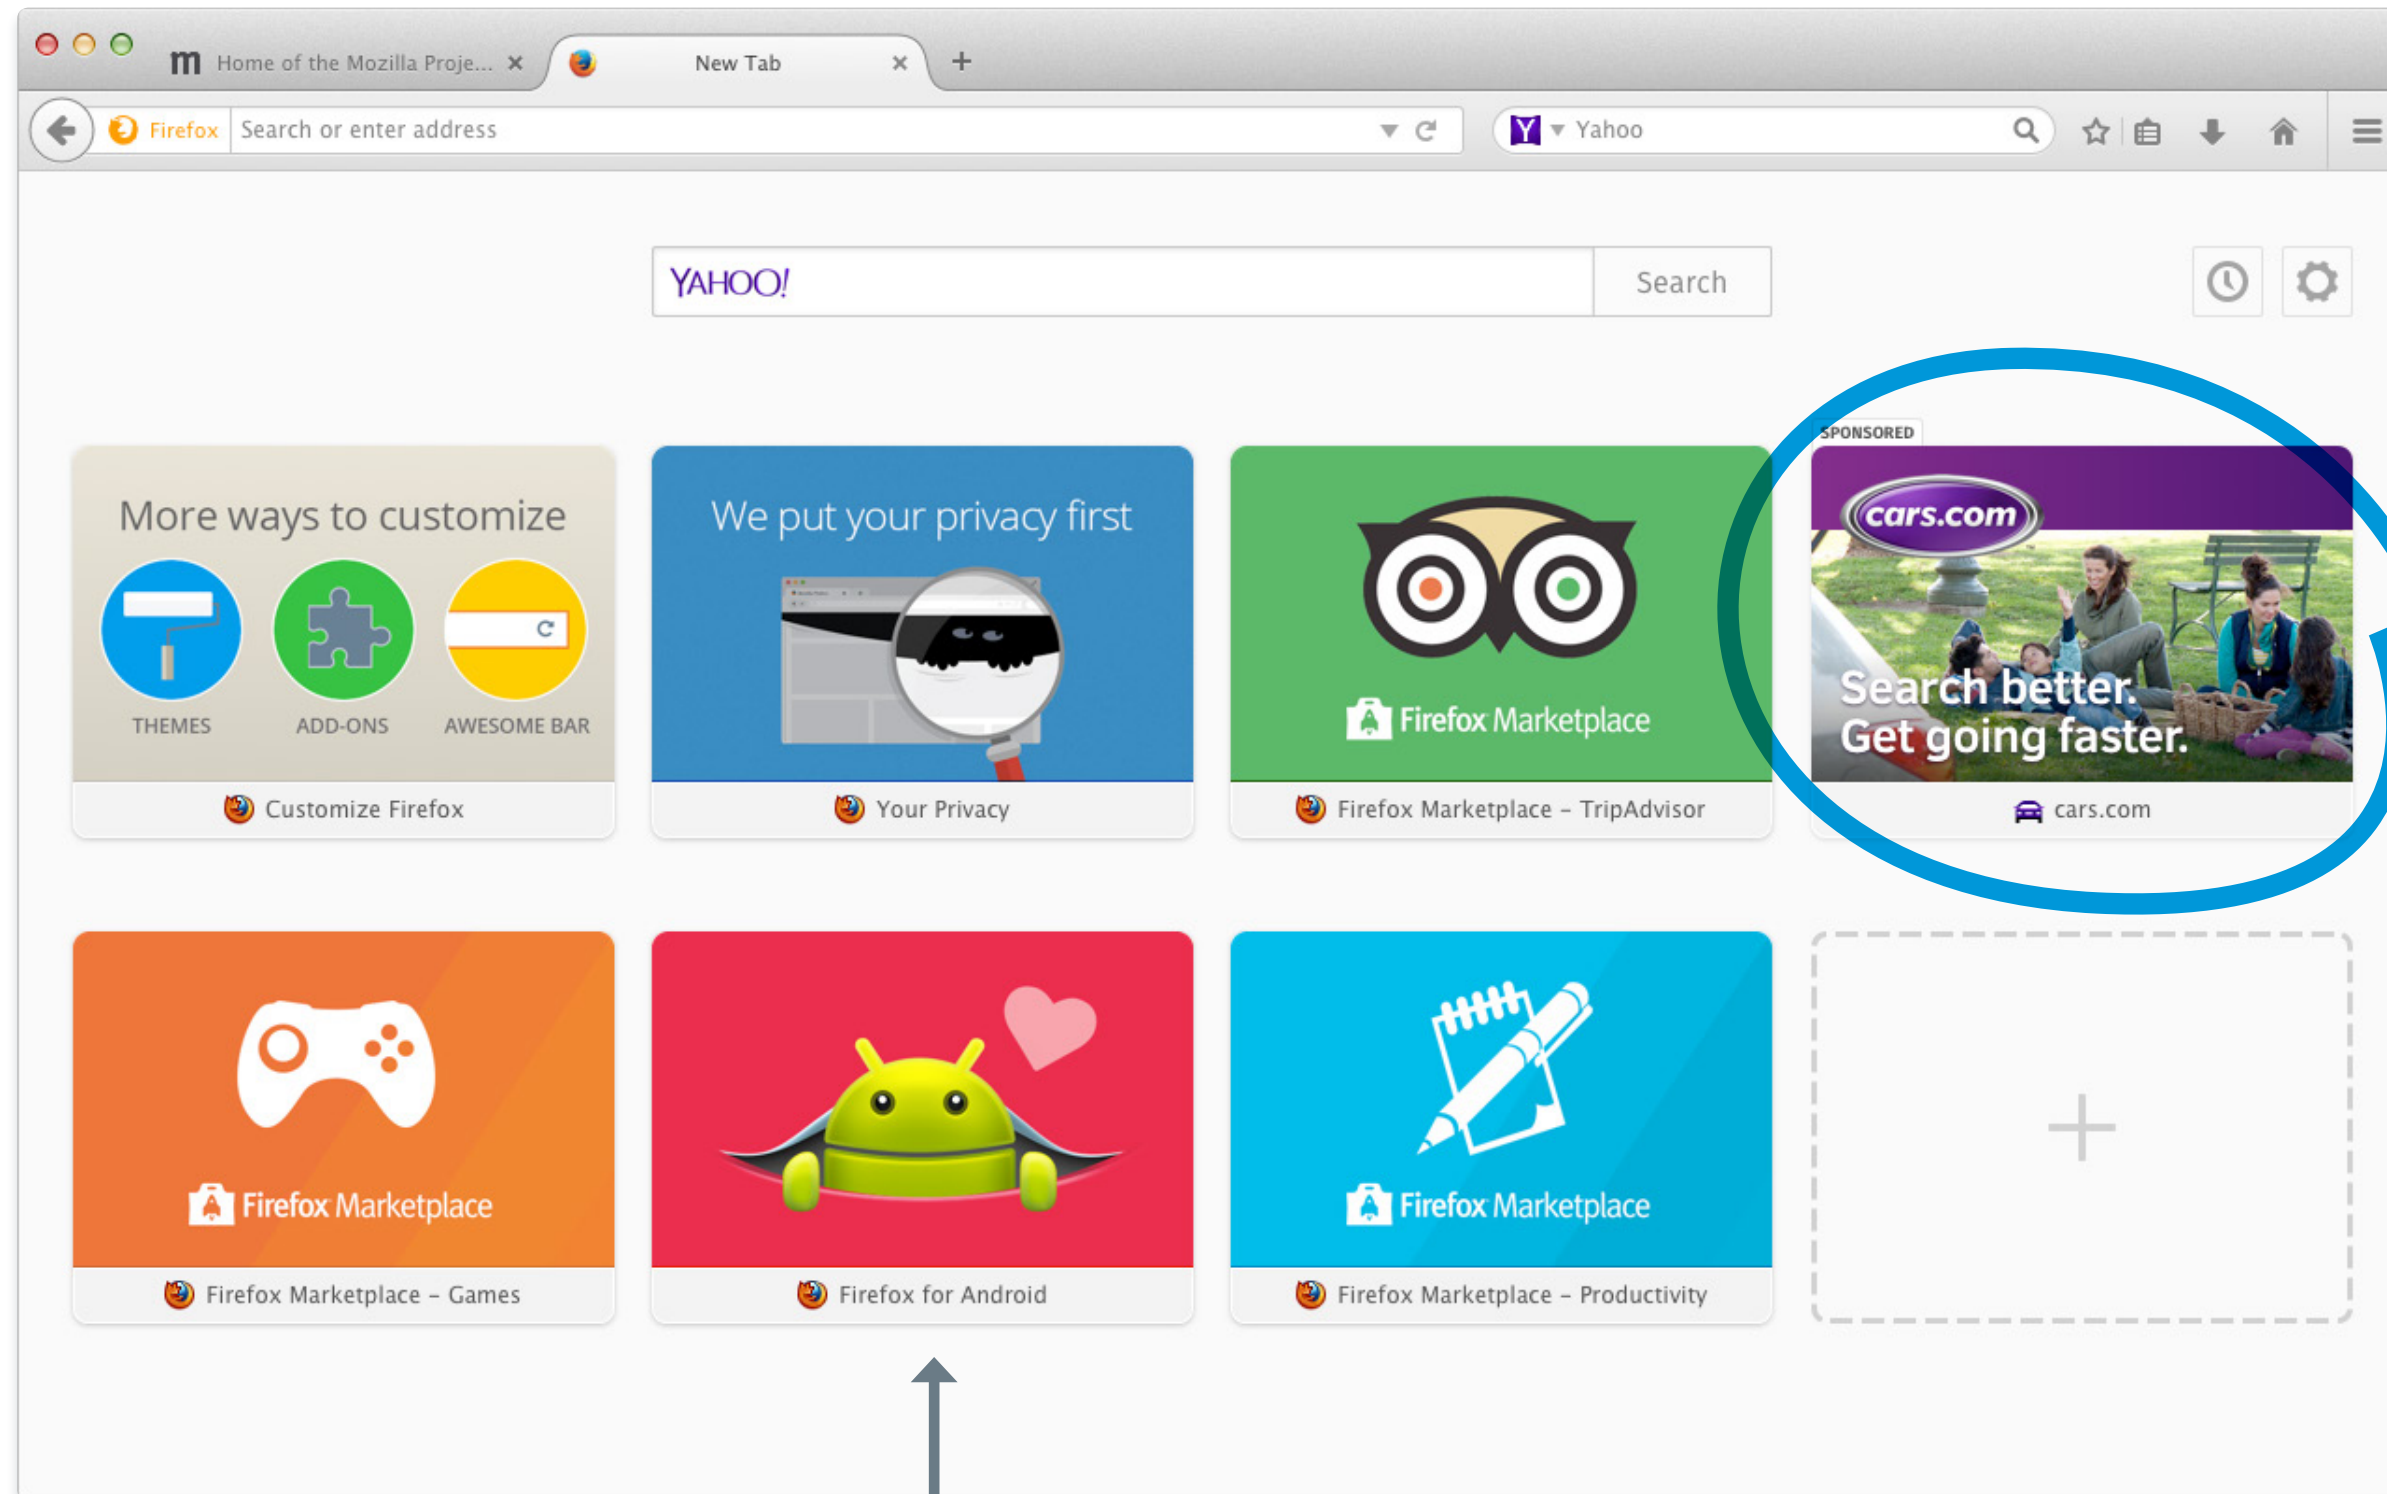 m Home of the Mozilla Proje...
New Tab
Firefox Search or enter address
Yahoo
YAHOO! Search
SPONSORED
More ways to customize
THEMES ADD-ONS AWESOME BAR
Customize Firefox
We put your privacy first
Your Privacy
Firefox Marketplace
Firefox Marketplace – TripAdvisor
cars.com
Search better.
Get going faster.
cars.com
Firefox Marketplace
Firefox Marketplace – Games
Firefox for Android
Firefox Marketplace
Firefox Marketplace – Productivity